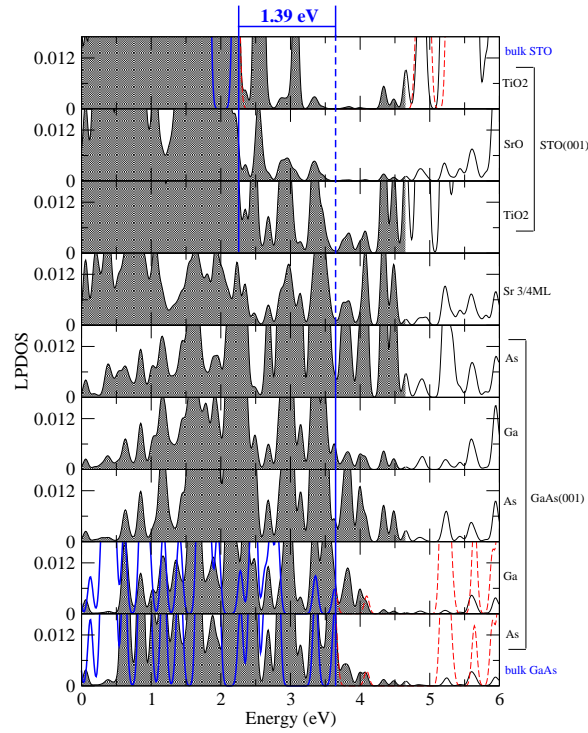 1.39 eV
bulk STO
0.012
0
TiO2
0.012
0
SrO
STO(001)
0.012
0
TiO2
0.012
0
Sr 3/4ML
LPDOS
0.012
0
As
0.012
0
Ga
0.012
0
As
GaAs(001)
0.012
0
Ga
0.012
0
As
bulk GaAs
0 1 2 3 4 5 6
Energy (eV)